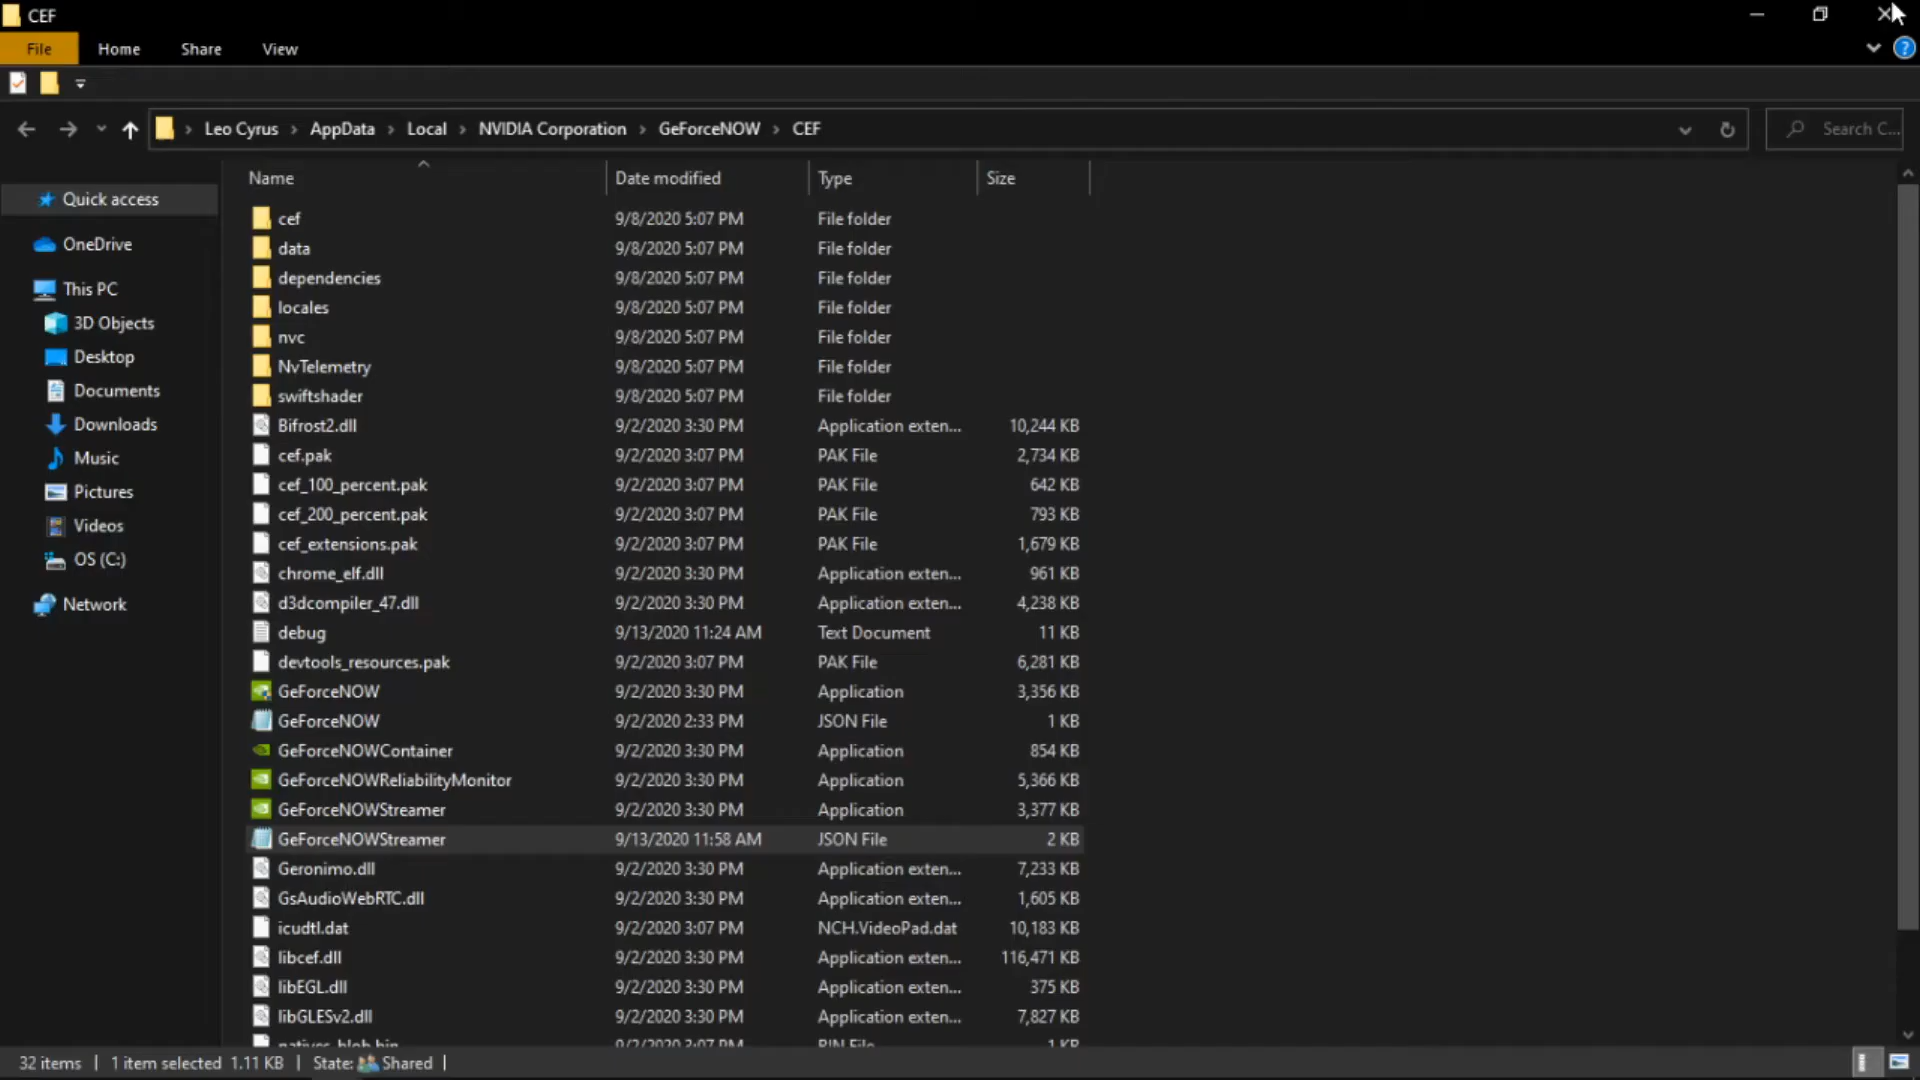 CEF
File Home Share View
Leo Cyrus > AppData > Local > NVIDIA Corporation > GeForceNOW > CEF
Search C...
Name Date modified Type Size
Quick access
OneDrive
This PC
3D Objects
Desktop
Documents
Downloads
Music
Pictures
Videos
OS (C:)
Network
cef 9/8/2020 5:07 PM File folder
data 9/8/2020 5:07 PM File folder
dependencies 9/8/2020 5:07 PM File folder
locales 9/8/2020 5:07 PM File folder
nvc 9/8/2020 5:07 PM File folder
NvTelemetry 9/8/2020 5:07 PM File folder
swiftshader 9/8/2020 5:07 PM File folder
Bifrost2.dll 9/2/2020 3:30 PM Application exten... 10,244 KB
cef.pak 9/2/2020 3:07 PM PAK File 2,734 KB
cef_100_percent.pak 9/2/2020 3:07 PM PAK File 642 KB
cef_200_percent.pak 9/2/2020 3:07 PM PAK File 793 KB
cef_extensions.pak 9/2/2020 3:07 PM PAK File 1,679 KB
chrome_elf.dll 9/2/2020 3:30 PM Application exten... 961 KB
d3dcompiler_47.dll 9/2/2020 3:30 PM Application exten... 4,238 KB
debug 9/13/2020 11:24 AM Text Document 11 KB
devtools_resources.pak 9/2/2020 3:07 PM PAK File 6,281 KB
GeForceNOW 9/2/2020 3:30 PM Application 3,356 KB
GeForceNOW 9/2/2020 2:33 PM JSON File 1 KB
GeForceNOWContainer 9/2/2020 3:30 PM Application 854 KB
GeForceNOWReliabilityMonitor 9/2/2020 3:30 PM Application 5,366 KB
GeForceNOWStreamer 9/2/2020 3:30 PM Application 3,377 KB
GeForceNOWStreamer 9/13/2020 11:58 AM JSON File 2 KB
Geronimo.dll 9/2/2020 3:30 PM Application exten... 7,233 KB
GsAudioWebRTC.dll 9/2/2020 3:30 PM Application exten... 1,605 KB
icudtl.dat 9/2/2020 3:07 PM NCH.VideoPad.dat 10,183 KB
libcef.dll 9/2/2020 3:30 PM Application exten... 116,471 KB
libEGL.dll 9/2/2020 3:30 PM Application exten... 375 KB
libGLESv2.dll 9/2/2020 3:30 PM Application exten... 7,827 KB
natives_blob.bin 9/2/2020 3:07 PM BIN File 1 KB
32 items | 1 item selected 1.11 KB | State: Shared |